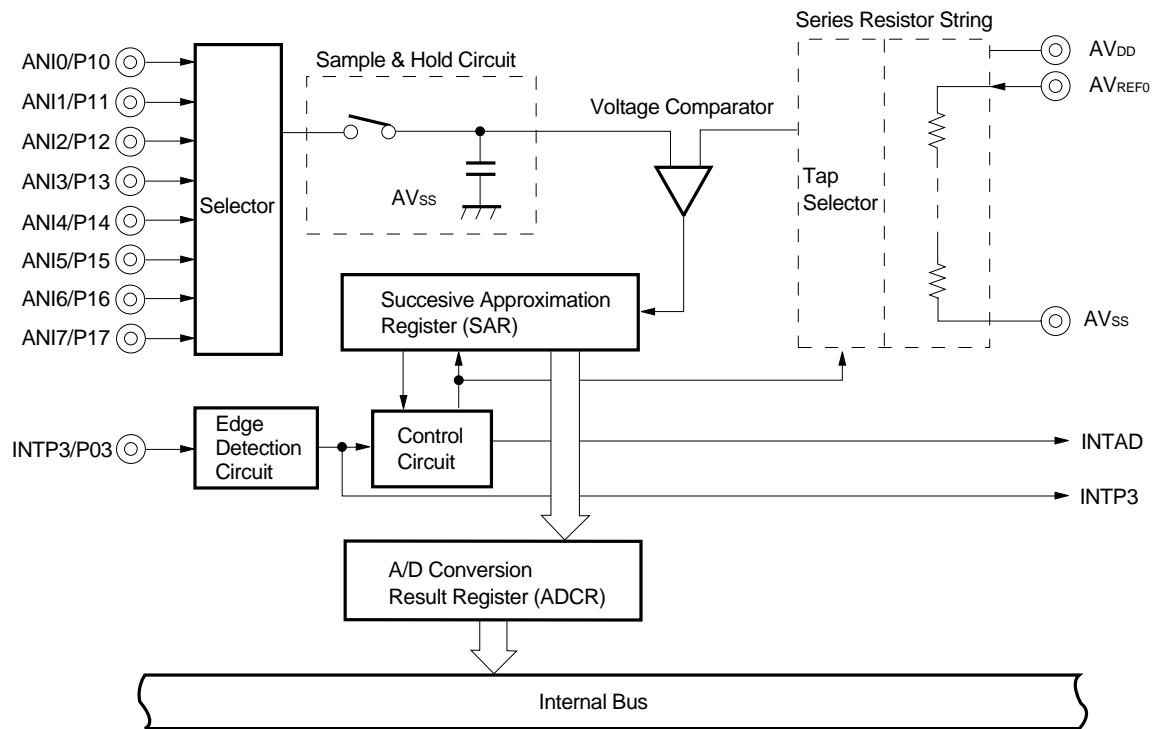 Series Resistor String
ANI0/P10
ANI1/P11
ANI2/P12
ANI3/P13
ANI4/P14
ANI5/P15
ANI6/P16
ANI7/P17
Selector
Sample & Hold Circuit
AVSS
Voltage Comparator
Tap
Selector
AVDD
AVREF0
AVSS
Succesive Approximation
Register (SAR)
INTP3/P03
Edge
Detection
Circuit
Control
Circuit
INTAD
INTP3
A/D Conversion
Result Register (ADCR)
Internal Bus